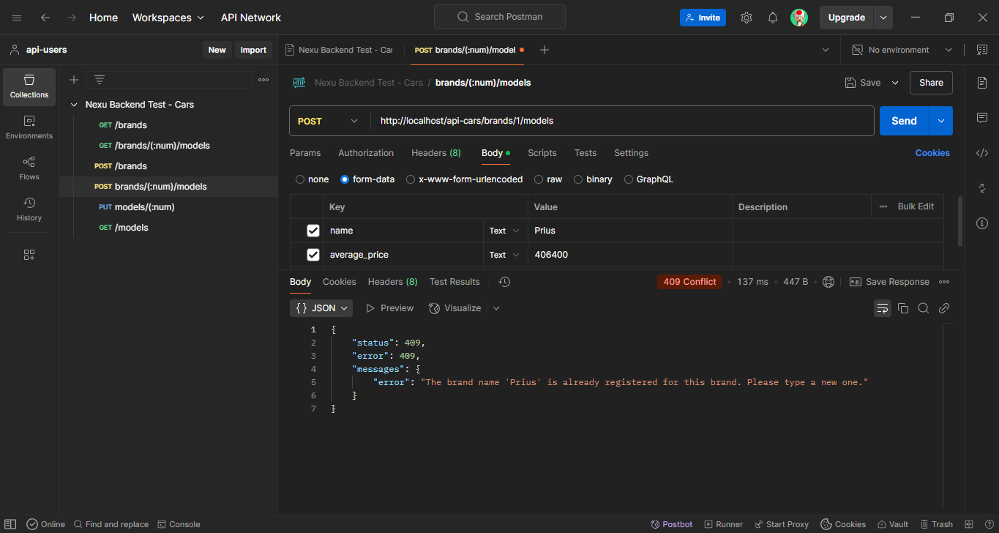 Home Workspaces API Network Search Postman Invite Upgrade
api-users New Import Nexu Backend Test - Car POST brands/(:num)/model No environment
Collections
Environments
Flows
History
Nexu Backend Test - Cars
GET /brands
GET /brands/(:num)/models
POST /brands
POST brands/(:num)/models
PUT models/(:num)
GET /models
HTTP Nexu Backend Test - Cars / brands/(:num)/models Save Share
POST http://localhost/api-cars/brands/1/models Send
Params Authorization Headers (8) Body Scripts Tests Settings Cookies
none form-data x-www-form-urlencoded raw binary GraphQL
Key Value Description Bulk Edit
name Text Prius
average_price Text 406400
Body Cookies Headers (8) Test Results 409 Conflict 137 ms 447 B e.g. Save Response
{} JSON Preview Visualize
1 {
2 "status": 409,
3 "error": 409,
4 "messages": {
5 "error": "The brand name 'Prius' is already registered for this brand. Please type a new one."
6 }
7 }
Online Find and replace Console Postbot Runner Start Proxy Cookies Vault Trash